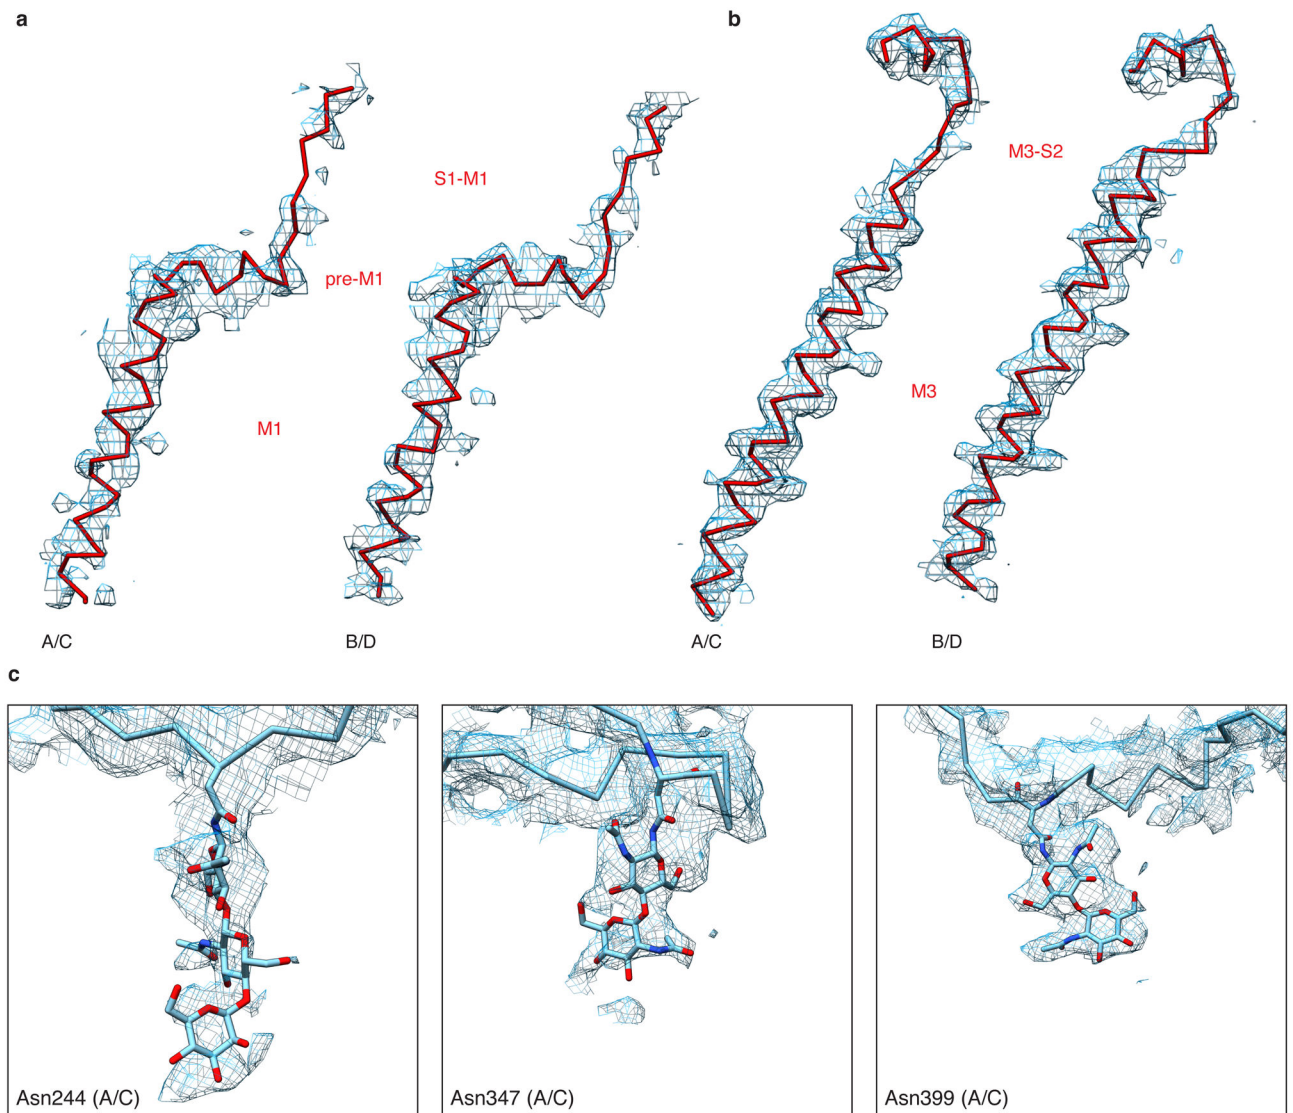 a
b
S1-M1
M3-S2
pre-M1
M3
M1
A/C
B/D
A/C
B/D
c
Asn244 (A/C)
Asn347 (A/C)
Asn399 (A/C)